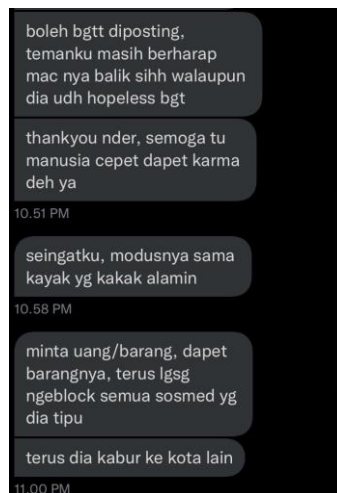 boleh bgtt diposting,
temanku masih berharap
mac nya balik sihh walaupun
dia udh hopeless bgt
thankyou nder, semoga tu
manusia cepet dapet karma
deh ya
10.51 PM
seingatku, modusnya sama
kayak yg kakak alamin
10.58 PM
minta uang/barang, dapet
barangnya, terus lgsg
ngeblock semua sosmed yg
dia tipu
terus dia kabur ke kota lain
11.00 PM